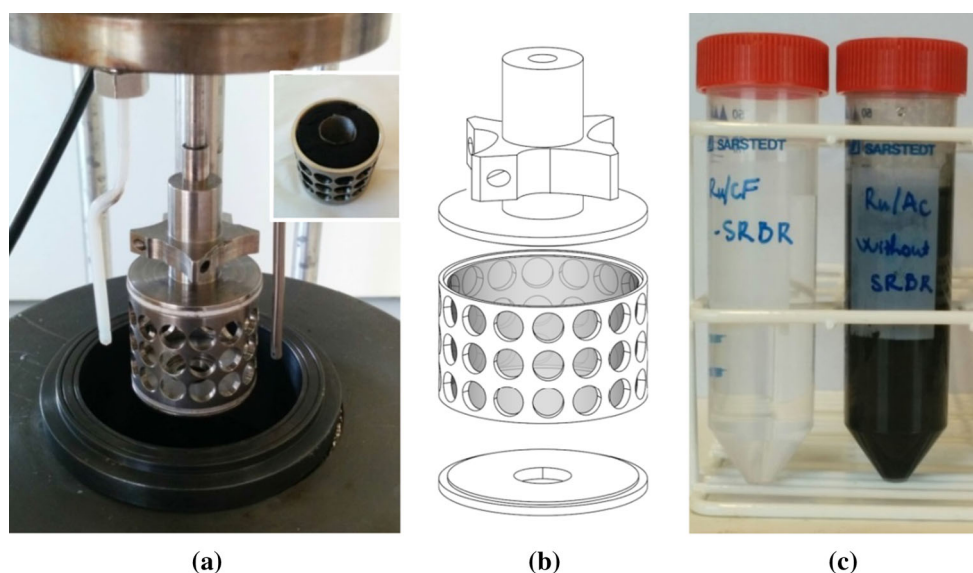 SARSTEDT
Ru/CF
-SRBR
SARSTEDT
Ru/AC
without
SRBR
(a)
(b)
(c)